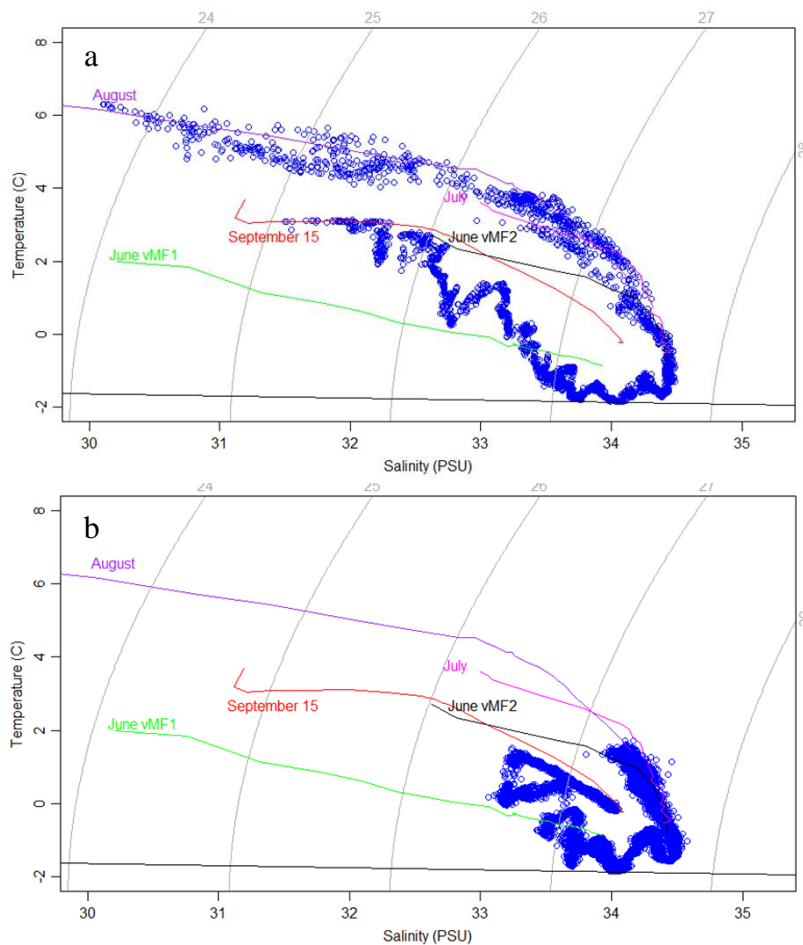 24 25 26 27
a
8
August
6
4
July
September 15
June vMF2
June vMF1
2
0
-2
28
Temperature (C)
30 31 32 33 34 35
Salinity (PSU)
24 25 26 27
b
8
August
6
4
July
September 15
June vMF2
June vMF1
2
0
-2
Temperature (C)
30 31 32 33 34 35
Salinity (PSU)